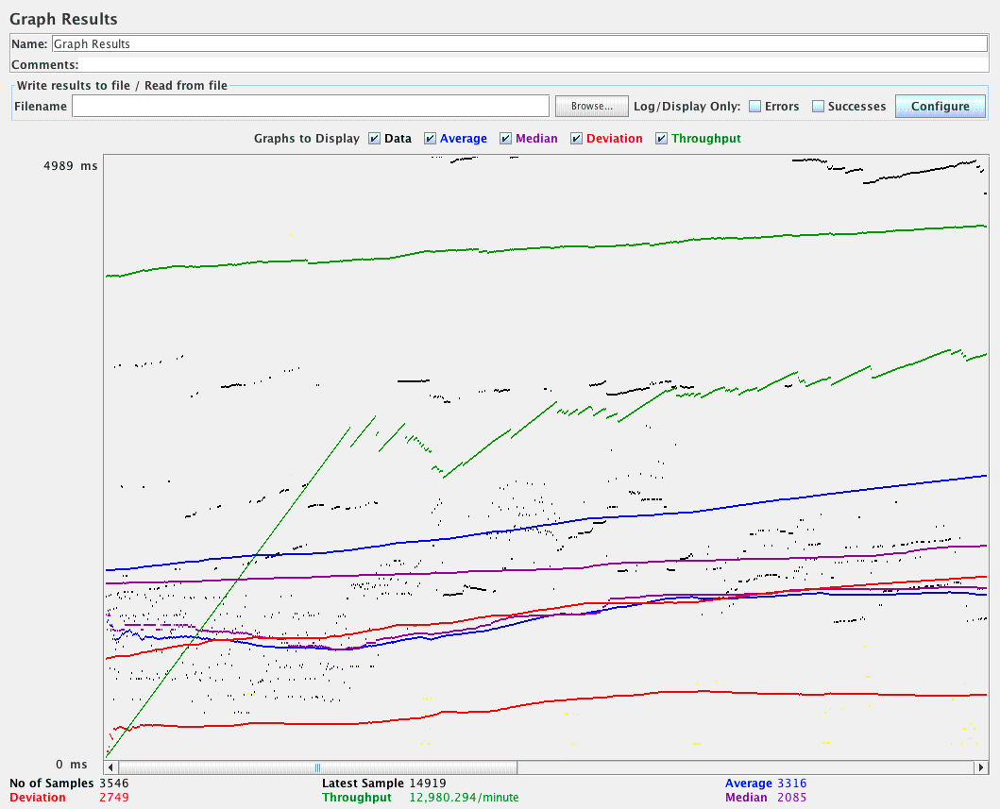 Graph Results
Name: Graph Results
Comments:
Write results to file / Read from file
Filename Browse... Log/Display Only: Errors Successes Configure
Graphs to Display Data Average Median Deviation Throughput
4989 ms
0 ms
No of Samples 3546 Latest Sample 14919 Average 3316
Deviation 2749 Throughput 12,980.294/minute Median 2085